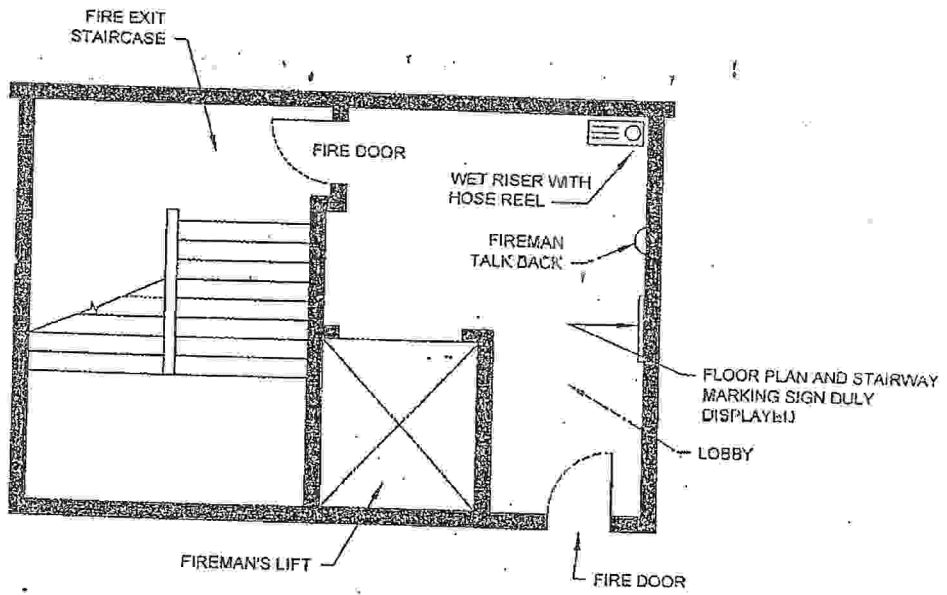 FIRE EXIT
STAIRCASE
FIRE DOOR
WET RISER WITH
HOSE REEL
FIREMAN
TALK BACK
FLOOR PLAN AND STAIRWAY
MARKING SIGN DULY
DISPLAYED
LOBBY
FIREMAN'S LIFT
FIRE DOOR